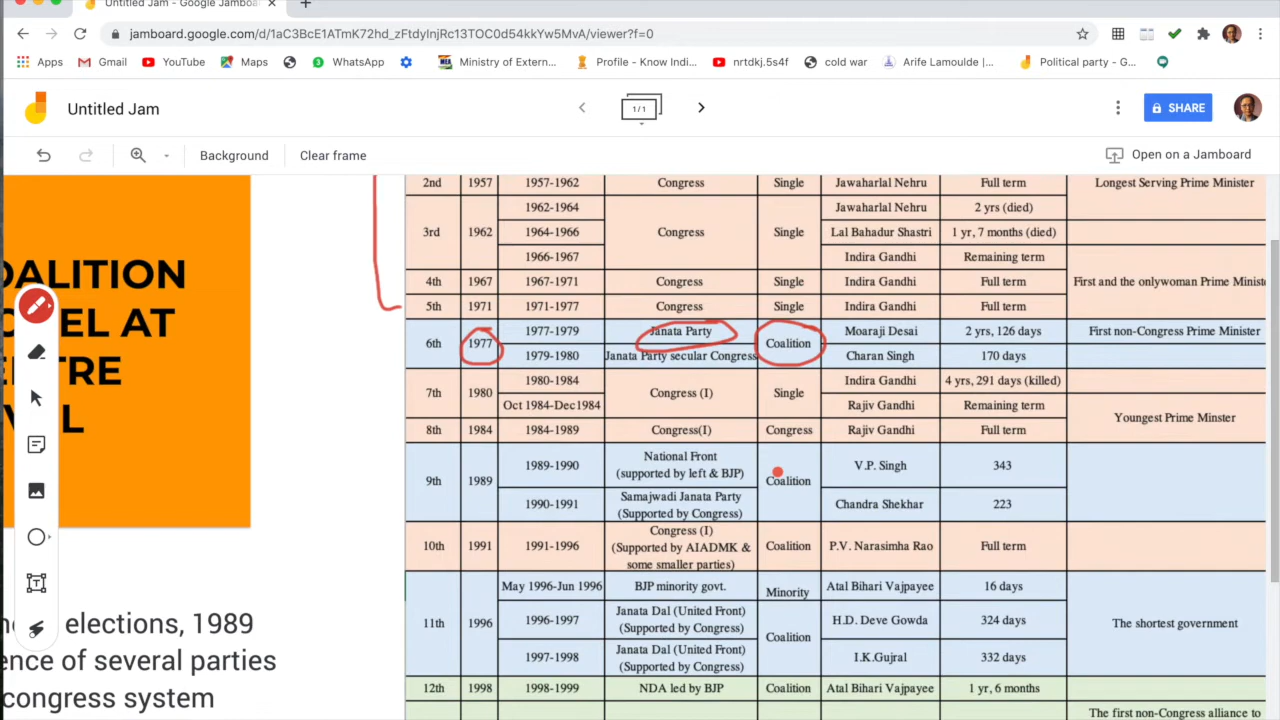 Untitled Jam - Google Jamboa
jamboard.google.com/d/1aC3BcE1ATmK72hd_zFtdyInjRc13TOC0d54kkYw5MvA/viewer?f=0
Apps Gmail YouTube Maps WhatsApp Ministry of Extern... Profile - Know Indi... nrtdkj.5s4f cold war Arife Lamoulde |... Political party - G...
Untitled Jam 1/1 SHARE
Background Clear frame Open on a Jamboard
2nd 1957 1957-1962 Congress Single Jawaharlal Nehru Full term Longest Serving Prime Minister
3rd 1962 1962-1964 Congress Single Jawaharlal Nehru 2 yrs (died)
1964-1966 Lal Bahadur Shastri 1 yr, 7 months (died)
1966-1967 Indira Gandhi Remaining term
4th 1967 1967-1971 Congress Single Indira Gandhi Full term First and the onlywoman Prime Minist
5th 1971 1971-1977 Congress Single Indira Gandhi Full term
6th 1977 1977-1979 Janata Party Coalition Moaraji Desai 2 yrs, 126 days First non-Congress Prime Minister
1979-1980 Janata Party secular Congress Charan Singh 170 days
7th 1980 1980-1984 Congress (I) Single Indira Gandhi 4 yrs, 291 days (killed)
Oct 1984-Dec1984 Rajiv Gandhi Remaining term Youngest Prime Minster
8th 1984 1984-1989 Congress(I) Congress Rajiv Gandhi Full term
9th 1989 1989-1990 National Front
(supported by left & BJP) Coalition V.P. Singh 343
1990-1991 Samajwadi Janata Party
(Supported by Congress) Chandra Shekhar 223
10th 1991 1991-1996 Congress (I)
(Supported by AIADMK &
some smaller parties) Coalition P.V. Narasimha Rao Full term
11th 1996 May 1996-Jun 1996 BJP minority govt. Minority Atal Bihari Vajpayee 16 days The shortest government
1996-1997 Janata Dal (United Front)
(Supported by Congress) Coalition H.D. Deve Gowda 324 days
1997-1998 Janata Dal (United Front)
(Supported by Congress) I.K.Gujral 332 days
12th 1998 1998-1999 NDA led by BJP Coalition Atal Bihari Vajpayee 1 yr, 6 months
The first non-Congress alliance to
OALITION
EL AT
TRE
L
elections, 1989
ence of several parties
congress system